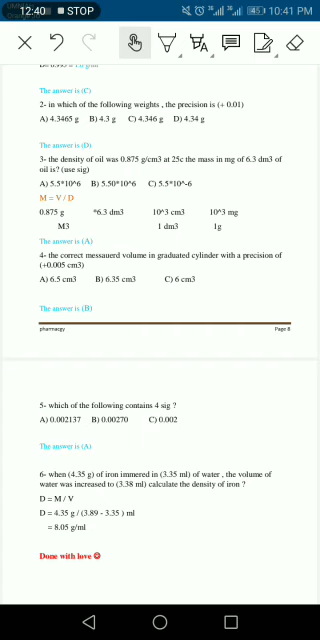 12:40 STOP 3G 3G 45 10:41 PM
The answer is (C)
2- in which of the following weights , the precision is (+ 0.01)
A) 4.3465 g B) 4.3 g C) 4.346 g D) 4.34 g
The answer is (D)
3- the density of oil was 0.875 g/cm3 at 25c the mass in mg of 6.3 dm3 of
oil is? (use sig)
A) 5.5*10^6 B) 5.50*10^6 C) 5.5*10^-6
M = V / D
0.875 g *6.3 dm3 10^3 cm3 10^3 mg
M3 1 dm3 1g
The answer is (A)
4- the correct messauerd volume in graduated cylinder with a precision of
(+0.005 cm3)
A) 6.5 cm3 B) 6.35 cm3 C) 6 cm3
The answer is (B)
pharmacgy Page 8
5- which of the following contains 4 sig ?
A) 0.002137 B) 0.00270 C) 0.002
The answer is (A)
6- when (4.35 g) of iron immered in (3.35 ml) of water , the volume of
water was increased to (3.38 ml) calculate the density of iron ?
D = M / V
D = 4.35 g / (3.89 - 3.35 ) ml
= 8.05 g/ml
Done with love ☺